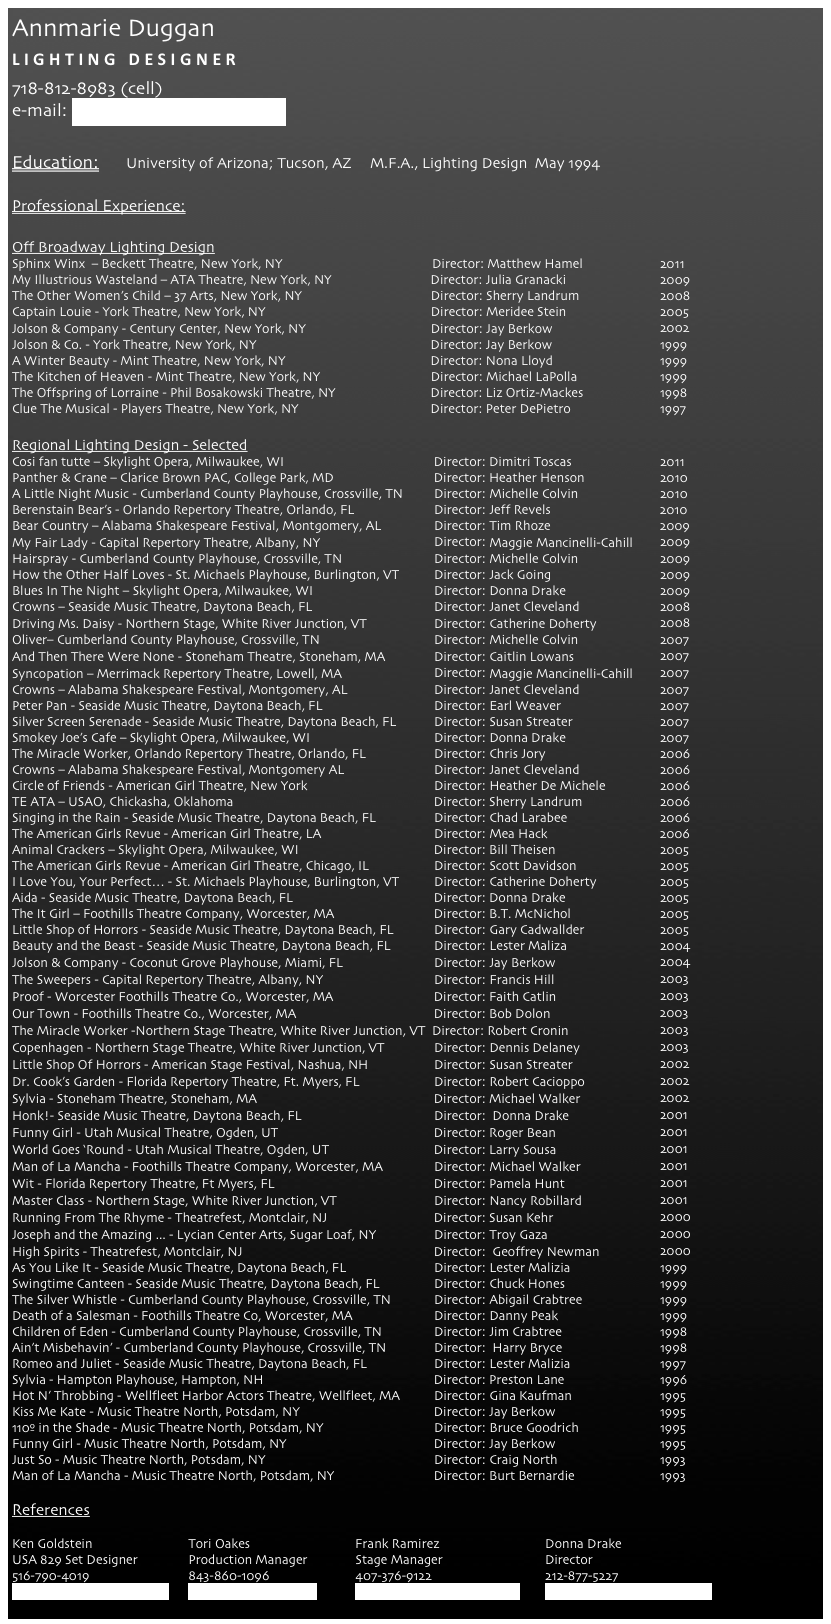 Annmarie Duggan
LIGHTING DESIGNER
718-812-8983 (cell)
e-mail:
Education: University of Arizona; Tucson, AZ M.F.A., Lighting Design May 1994
Professional Experience:
Off Broadway Lighting Design
Sphinx Winx – Beckett Theatre, New York, NY Director: Matthew Hamel 2011
My Illustrious Wasteland – ATA Theatre, New York, NY Director: Julia Granacki 2009
The Other Women's Child – 37 Arts, New York, NY Director: Sherry Landrum 2008
Captain Louie - York Theatre, New York, NY Director: Meridee Stein 2005
Jolson & Company - Century Center, New York, NY Director: Jay Berkow 2002
Jolson & Co. - York Theatre, New York, NY Director: Jay Berkow 1999
A Winter Beauty - Mint Theatre, New York, NY Director: Nona Lloyd 1999
The Kitchen of Heaven - Mint Theatre, New York, NY Director: Michael LaPolla 1999
The Offspring of Lorraine - Phil Bosakowski Theatre, NY Director: Liz Ortiz-Mackes 1998
Clue The Musical - Players Theatre, New York, NY Director: Peter DePietro 1997
Regional Lighting Design - Selected
Cosi fan tutte – Skylight Opera, Milwaukee, WI Director: Dimitri Toscas 2011
Panther & Crane – Clarice Brown PAC, College Park, MD Director: Heather Henson 2010
A Little Night Music - Cumberland County Playhouse, Crossville, TN Director: Michelle Colvin 2010
Berenstain Bear's - Orlando Repertory Theatre, Orlando, FL Director: Jeff Revels 2010
Bear Country – Alabama Shakespeare Festival, Montgomery, AL Director: Tim Rhoze 2009
My Fair Lady - Capital Repertory Theatre, Albany, NY Director: Maggie Mancinelli-Cahill 2009
Hairspray - Cumberland County Playhouse, Crossville, TN Director: Michelle Colvin 2009
How the Other Half Loves - St. Michaels Playhouse, Burlington, VT Director: Jack Going 2009
Blues In The Night – Skylight Opera, Milwaukee, WI Director: Donna Drake 2009
Crowns – Seaside Music Theatre, Daytona Beach, FL Director: Janet Cleveland 2008
Driving Ms. Daisy - Northern Stage, White River Junction, VT Director: Catherine Doherty 2008
Oliver– Cumberland County Playhouse, Crossville, TN Director: Michelle Colvin 2007
And Then There Were None - Stoneham Theatre, Stoneham, MA Director: Caitlin Lowans 2007
Syncopation – Merrimack Repertory Theatre, Lowell, MA Director: Maggie Mancinelli-Cahill 2007
Crowns – Alabama Shakespeare Festival, Montgomery, AL Director: Janet Cleveland 2007
Peter Pan - Seaside Music Theatre, Daytona Beach, FL Director: Earl Weaver 2007
Silver Screen Serenade - Seaside Music Theatre, Daytona Beach, FL Director: Susan Streater 2007
Smokey Joe's Cafe – Skylight Opera, Milwaukee, WI Director: Donna Drake 2007
The Miracle Worker, Orlando Repertory Theatre, Orlando, FL Director: Chris Jory 2006
Crowns – Alabama Shakespeare Festival, Montgomery AL Director: Janet Cleveland 2006
Circle of Friends - American Girl Theatre, New York Director: Heather De Michele 2006
TE ATA – USAO, Chickasha, Oklahoma Director: Sherry Landrum 2006
Singing in the Rain - Seaside Music Theatre, Daytona Beach, FL Director: Chad Larabee 2006
The American Girls Revue - American Girl Theatre, LA Director: Mea Hack 2006
Animal Crackers – Skylight Opera, Milwaukee, WI Director: Bill Theisen 2005
The American Girls Revue - American Girl Theatre, Chicago, IL Director: Scott Davidson 2005
I Love You, Your Perfect… - St. Michaels Playhouse, Burlington, VT Director: Catherine Doherty 2005
Aida - Seaside Music Theatre, Daytona Beach, FL Director: Donna Drake 2005
The It Girl – Foothills Theatre Company, Worcester, MA Director: B.T. McNichol 2005
Little Shop of Horrors - Seaside Music Theatre, Daytona Beach, FL Director: Gary Cadwallder 2005
Beauty and the Beast - Seaside Music Theatre, Daytona Beach, FL Director: Lester Maliza 2004
Jolson & Company - Coconut Grove Playhouse, Miami, FL Director: Jay Berkow 2004
The Sweepers - Capital Repertory Theatre, Albany, NY Director: Francis Hill 2003
Proof - Worcester Foothills Theatre Co., Worcester, MA Director: Faith Catlin 2003
Our Town - Foothills Theatre Co., Worcester, MA Director: Bob Dolon 2003
The Miracle Worker -Northern Stage Theatre, White River Junction, VT Director: Robert Cronin 2003
Copenhagen - Northern Stage Theatre, White River Junction, VT Director: Dennis Delaney 2003
Little Shop Of Horrors - American Stage Festival, Nashua, NH Director: Susan Streater 2002
Dr. Cook's Garden - Florida Repertory Theatre, Ft. Myers, FL Director: Robert Cacioppo 2002
Sylvia - Stoneham Theatre, Stoneham, MA Director: Michael Walker 2002
Honk!- Seaside Music Theatre, Daytona Beach, FL Director: Donna Drake 2001
Funny Girl - Utah Musical Theatre, Ogden, UT Director: Roger Bean 2001
World Goes 'Round - Utah Musical Theatre, Ogden, UT Director: Larry Sousa 2001
Man of La Mancha - Foothills Theatre Company, Worcester, MA Director: Michael Walker 2001
Wit - Florida Repertory Theatre, Ft Myers, FL Director: Pamela Hunt 2001
Master Class - Northern Stage, White River Junction, VT Director: Nancy Robillard 2001
Running From The Rhyme - Theatrefest, Montclair, NJ Director: Susan Kehr 2000
Joseph and the Amazing ... - Lycian Center Arts, Sugar Loaf, NY Director: Troy Gaza 2000
High Spirits - Theatrefest, Montclair, NJ Director: Geoffrey Newman 2000
As You Like It - Seaside Music Theatre, Daytona Beach, FL Director: Lester Malizia 1999
Swingtime Canteen - Seaside Music Theatre, Daytona Beach, FL Director: Chuck Hones 1999
The Silver Whistle - Cumberland County Playhouse, Crossville, TN Director: Abigail Crabtree 1999
Death of a Salesman - Foothills Theatre Co, Worcester, MA Director: Danny Peak 1999
Children of Eden - Cumberland County Playhouse, Crossville, TN Director: Jim Crabtree 1998
Ain't Misbehavin' - Cumberland County Playhouse, Crossville, TN Director: Harry Bryce 1998
Romeo and Juliet - Seaside Music Theatre, Daytona Beach, FL Director: Lester Malizia 1997
Sylvia - Hampton Playhouse, Hampton, NH Director: Preston Lane 1996
Hot N' Throbbing - Wellfleet Harbor Actors Theatre, Wellfleet, MA Director: Gina Kaufman 1995
Kiss Me Kate - Music Theatre North, Potsdam, NY Director: Jay Berkow 1995
110º in the Shade - Music Theatre North, Potsdam, NY Director: Bruce Goodrich 1995
Funny Girl - Music Theatre North, Potsdam, NY Director: Jay Berkow 1995
Just So - Music Theatre North, Potsdam, NY Director: Craig North 1993
Man of La Mancha - Music Theatre North, Potsdam, NY Director: Burt Bernardie 1993
References
Ken Goldstein Tori Oakes Frank Ramirez Donna Drake
USA 829 Set Designer Production Manager Stage Manager Director
516-790-4019 843-860-1096 407-376-9122 212-877-5227